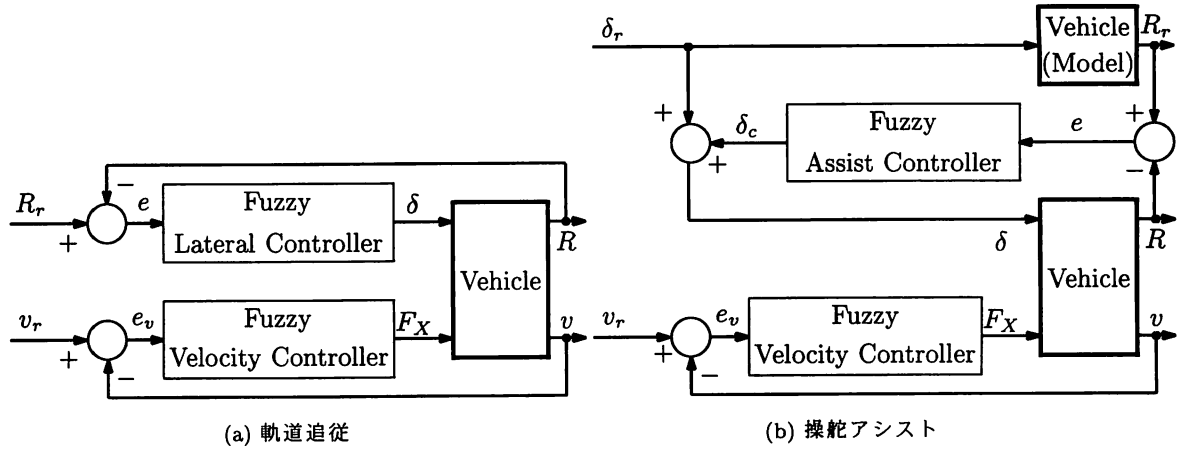 R_r
+
−
e
Fuzzy
Lateral Controller
δ
Vehicle
R
v_r
+
−
e_v
Fuzzy
Velocity Controller
F_X
v
(a) 軌道追従
δ_r
Vehicle
(Model)
R_r
+
+
δ_c
Fuzzy
Assist Controller
e
+
−
δ
Vehicle
R
v_r
+
−
e_v
Fuzzy
Velocity Controller
F_X
v
(b) 操舵アシスト